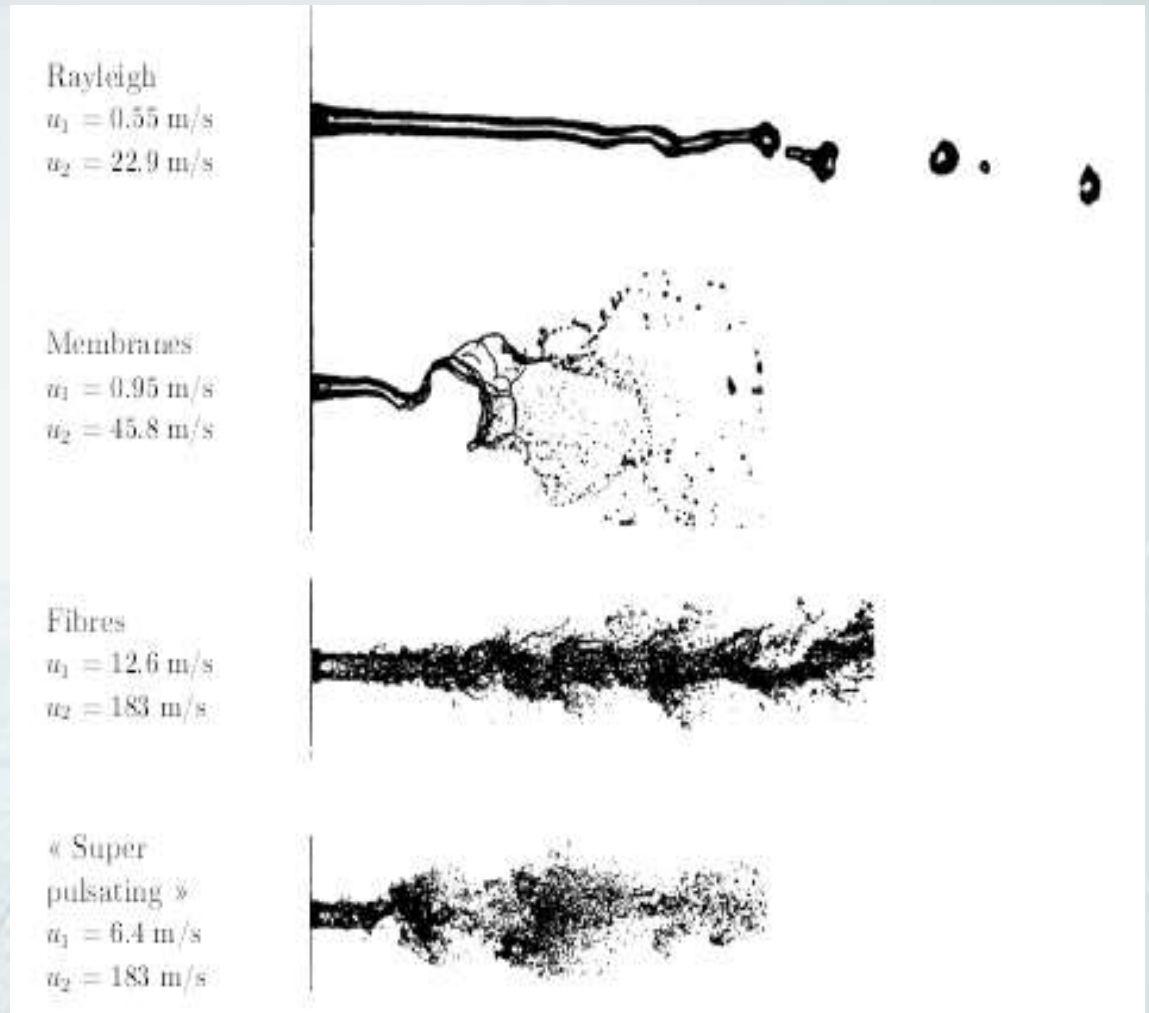 Rayleigh
u₁ = 0.55 m/s
u₂ = 22.9 m/s
Membranes
u₁ = 0.95 m/s
u₂ = 45.8 m/s
Fibres
u₁ = 12.6 m/s
u₂ = 183 m/s
« Super
pulsating »
u₁ = 6.4 m/s
u₂ = 183 m/s